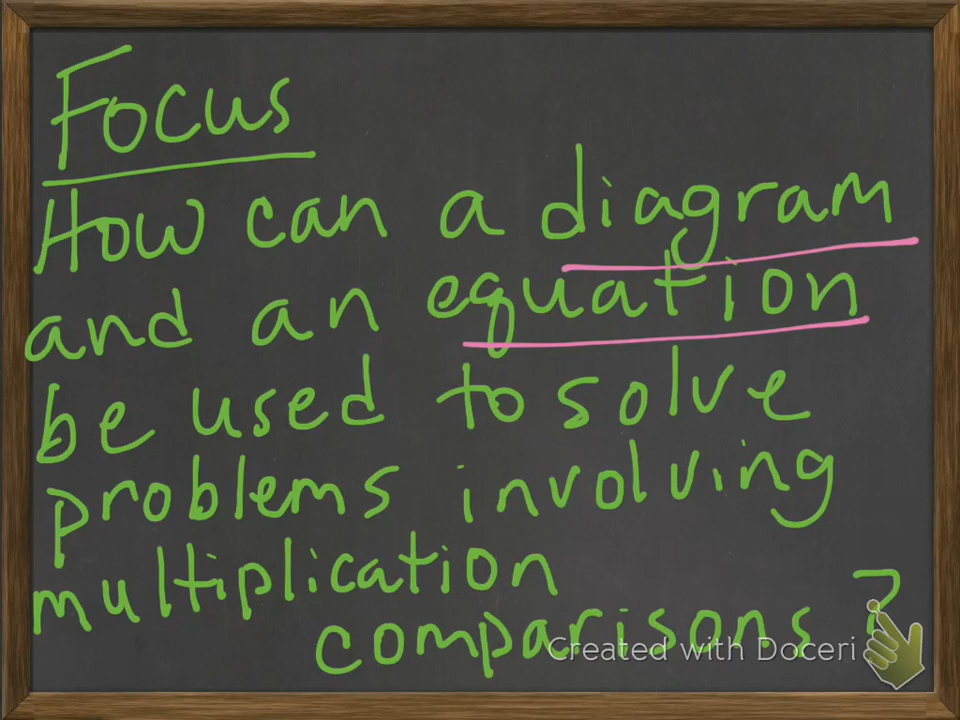 Focus
How can a diagram
and an equation
be used to solve
problems involving
multiplication
comparisons ?
Created with Doceri